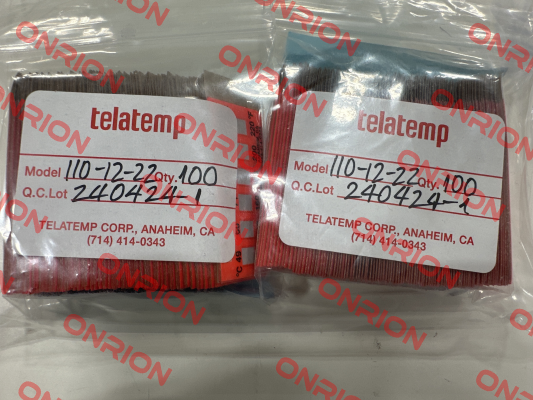 telatemp
Model 110-12-22 Qty. 100
Q.C. Lot 240424-1
TELATEMP CORP., ANAHEIM, CA
(714) 414-0343
telatemp
Model 110-12-22 Qty. 100
Q.C. Lot 240424-1
TELATEMP CORP., ANAHEIM, CA
(714) 414-0343
ONRION
ONRION
ONRION
ONRION
ONRION
ONRION
ONRION
ONRION
ONRION
ONRION
ONRION
ONRION